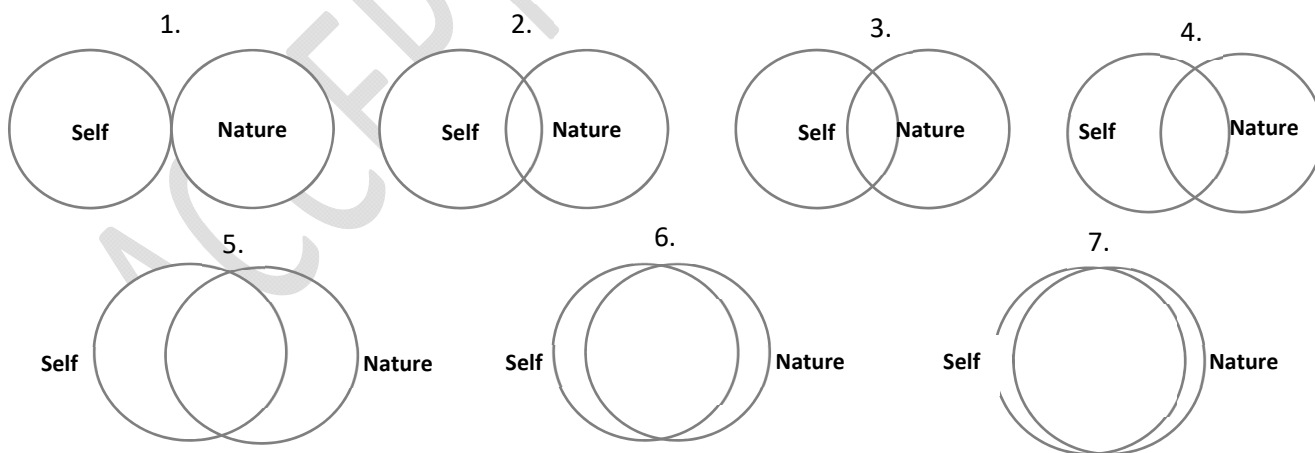 1. 2. 3. 4.
Self Nature Self Nature Self Nature Self Nature
5. 6. 7.
Self Nature Self Nature Self Nature